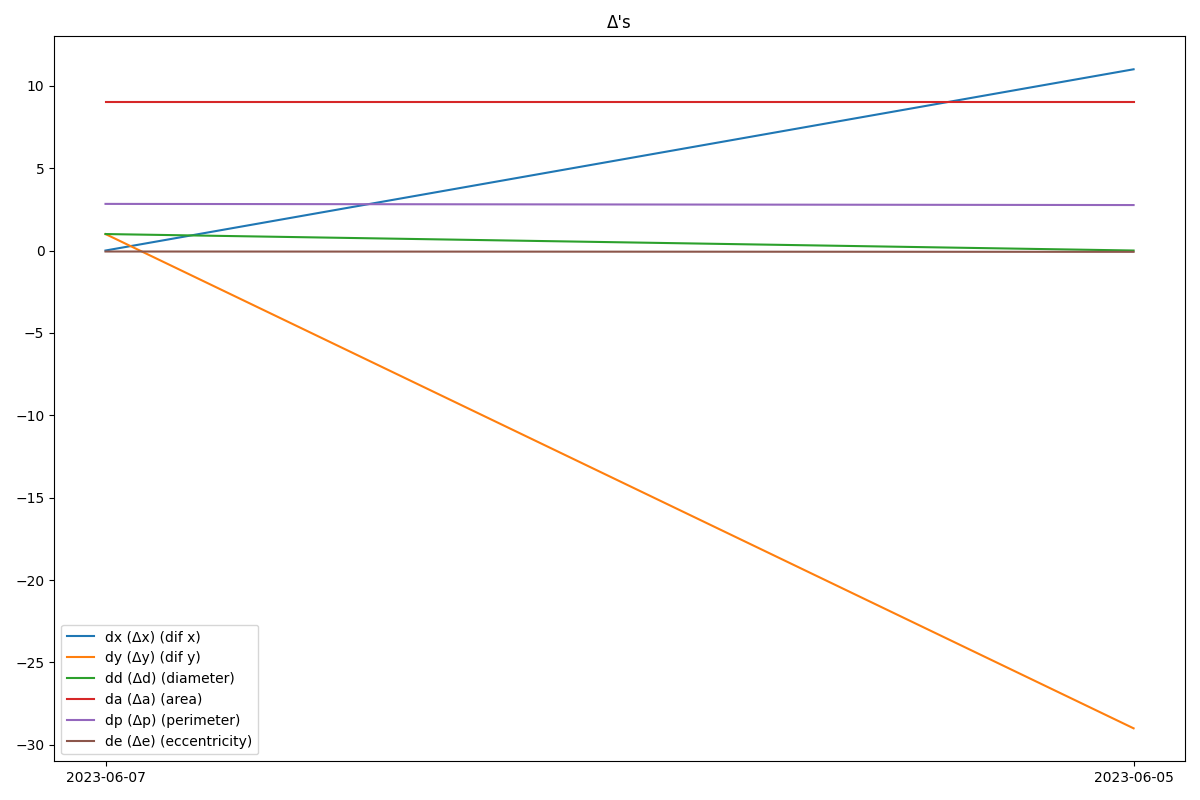 Δ's
10
5
0
−5
−10
−15
−20
−25
−30
dx (Δx) (dif x)
dy (Δy) (dif y)
dd (Δd) (diameter)
da (Δa) (area)
dp (Δp) (perimeter)
de (Δe) (eccentricity)
2023-06-07 2023-06-05